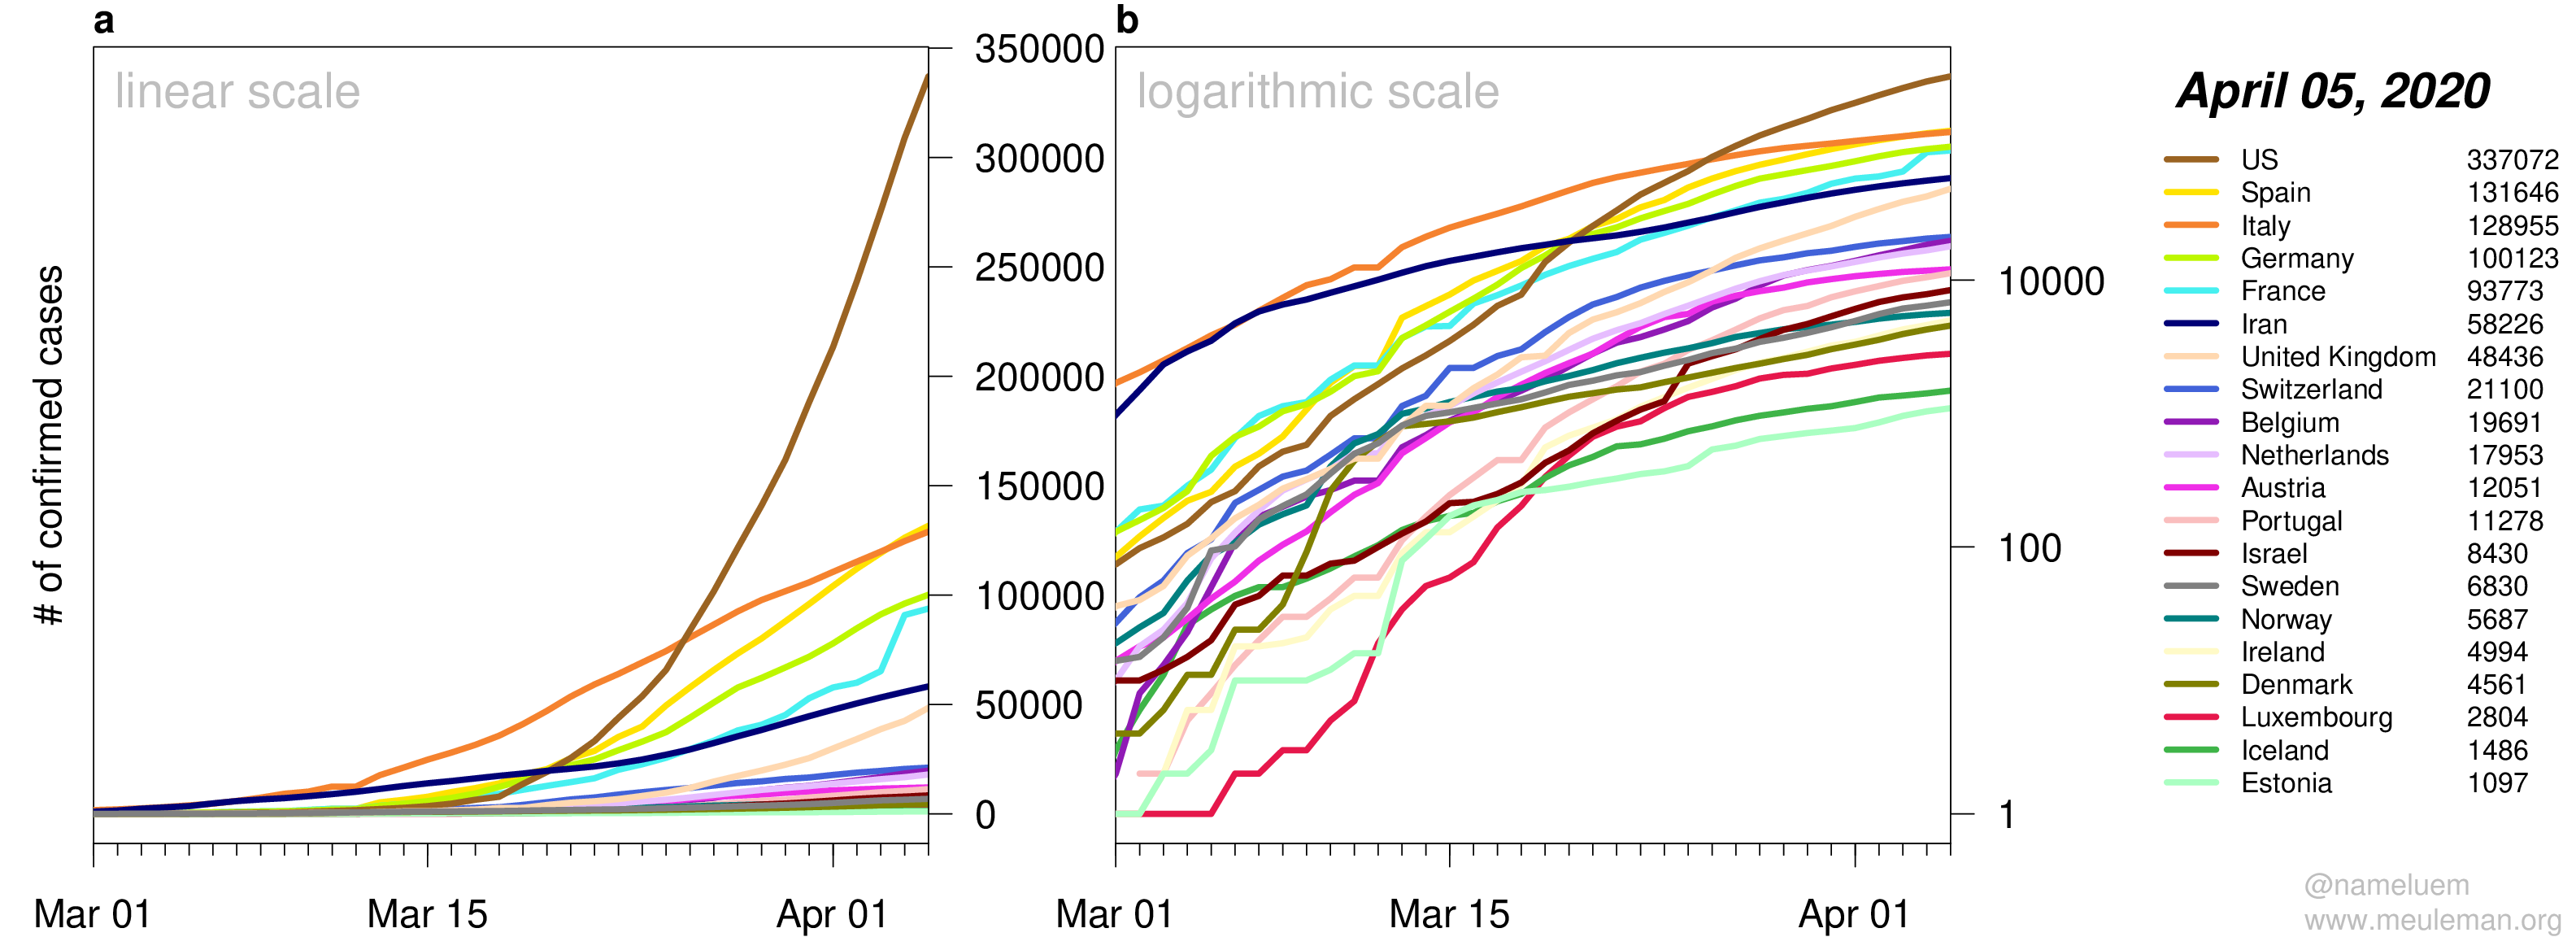 a
linear scale
# of confirmed cases
350000
300000
250000
200000
150000
100000
50000
0
Mar 01
Mar 15
Apr 01
b
logarithmic scale
10000
100
1
Mar 01
Mar 15
Apr 01
April 05, 2020
US 337072
Spain 131646
Italy 128955
Germany 100123
France 93773
Iran 58226
United Kingdom 48436
Switzerland 21100
Belgium 19691
Netherlands 17953
Austria 12051
Portugal 11278
Israel 8430
Sweden 6830
Norway 5687
Ireland 4994
Denmark 4561
Luxembourg 2804
Iceland 1486
Estonia 1097
@nameluem
www.meuleman.org